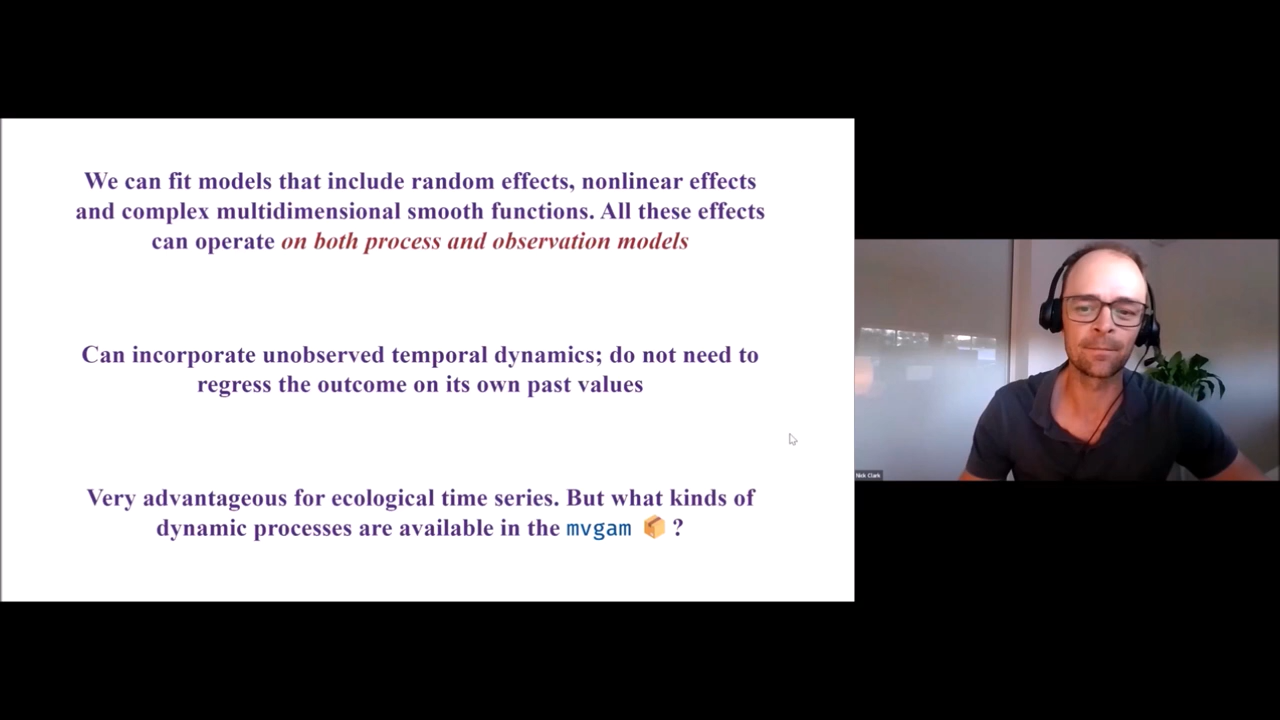 We can fit models that include random effects, nonlinear effects
and complex multidimensional smooth functions. All these effects
can operate on both process and observation models
Can incorporate unobserved temporal dynamics; do not need to
regress the outcome on its own past values
Very advantageous for ecological time series. But what kinds of
dynamic processes are available in the mvgam 📦 ?
Nick Clark